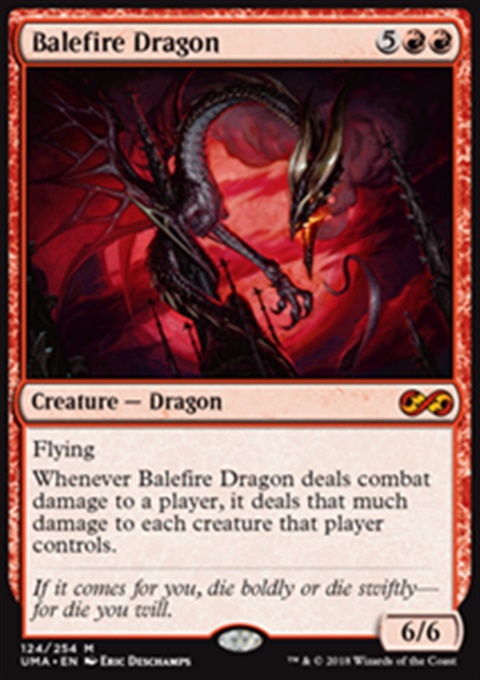 Balefire Dragon 5
Creature — Dragon
Flying
Whenever Balefire Dragon deals combat
damage to a player, it deals that much
damage to each creature that player
controls.
If it comes for you, die boldly or die swiftly—
for die you will.
6/6
124/254 M
UMA • EN Eric Deschamps
™ & © 2018 Wizards of the Coast